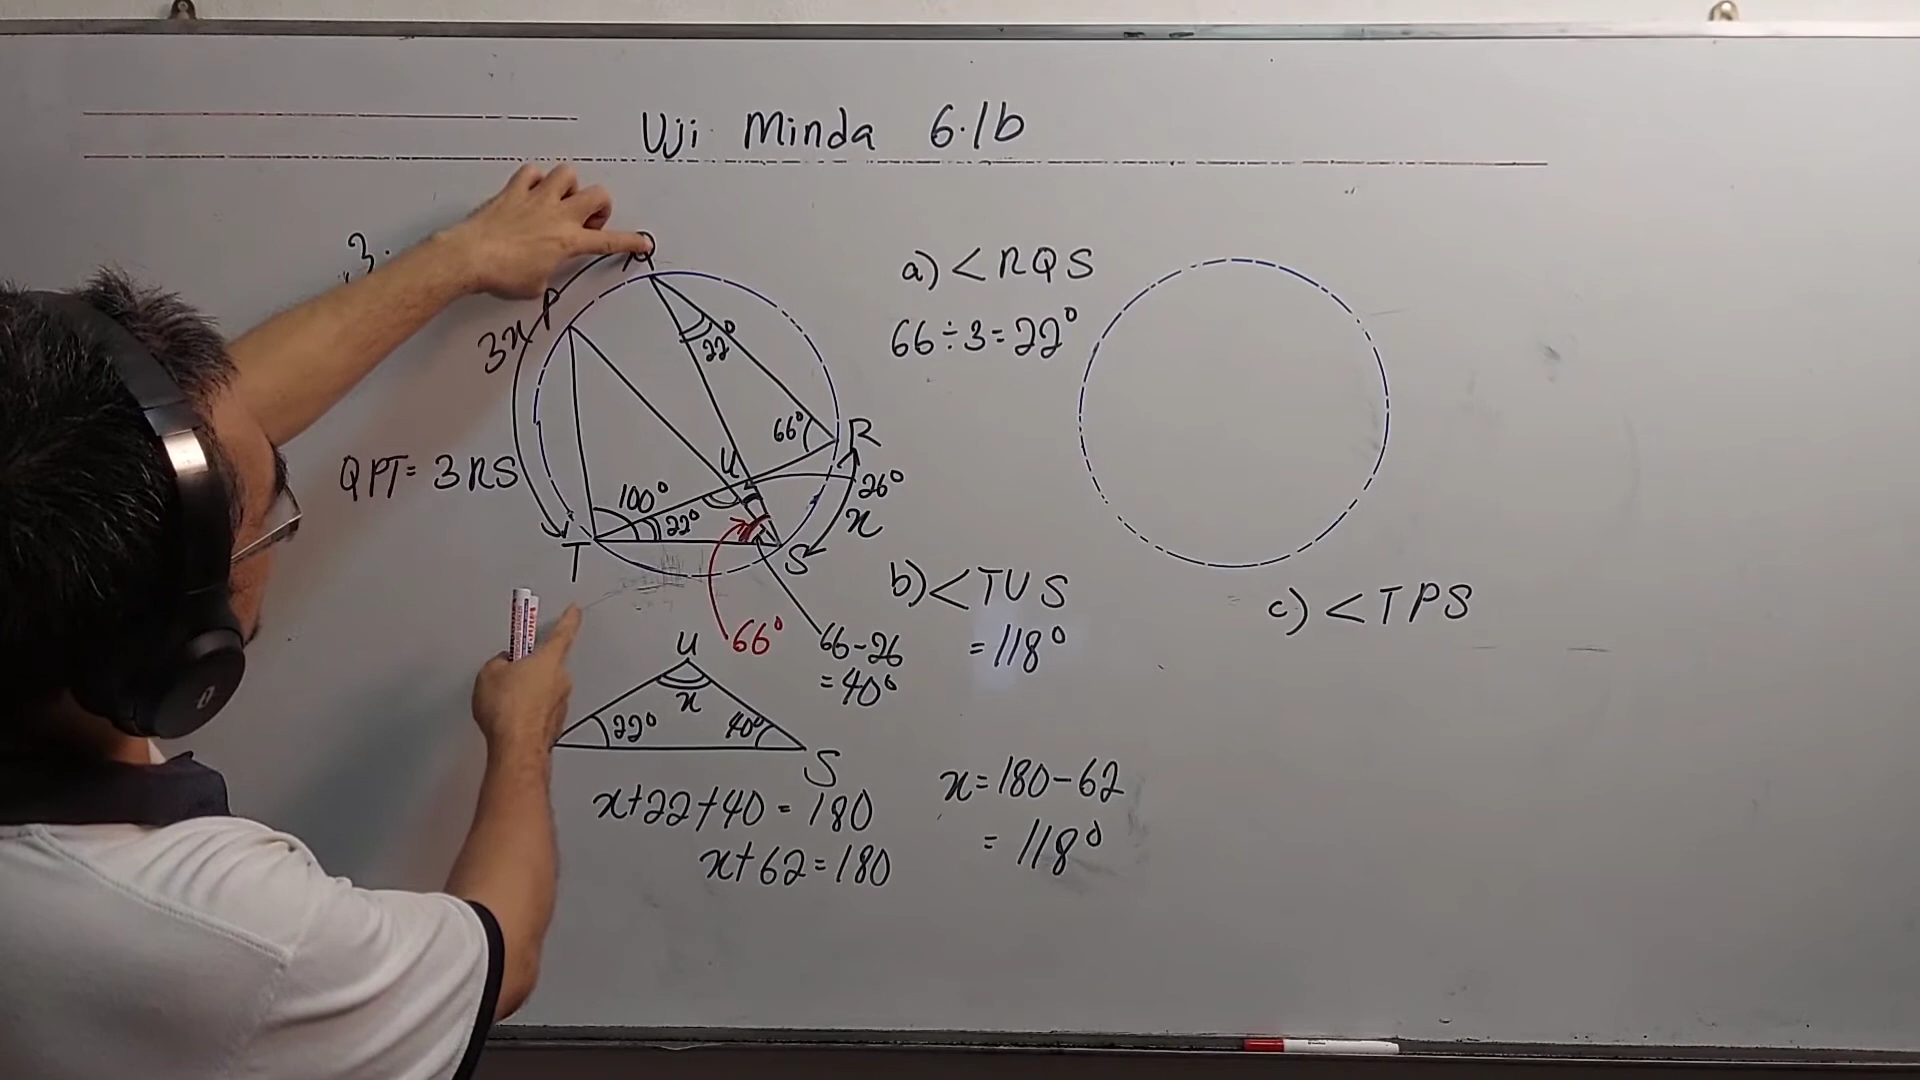 Uji Minda 6.1b
3.
Q
P
3x
QPT = 3RS
22°
66°
R
U
26°
x
100°
22°
T
S
66°
66-26
= 40°
U
x
22°
40°
S
x+22+40 = 180
x+62 = 180
a) <RQS
66÷3=22°
b) <TUS
= 118°
x = 180-62
= 118°
c) <TPS